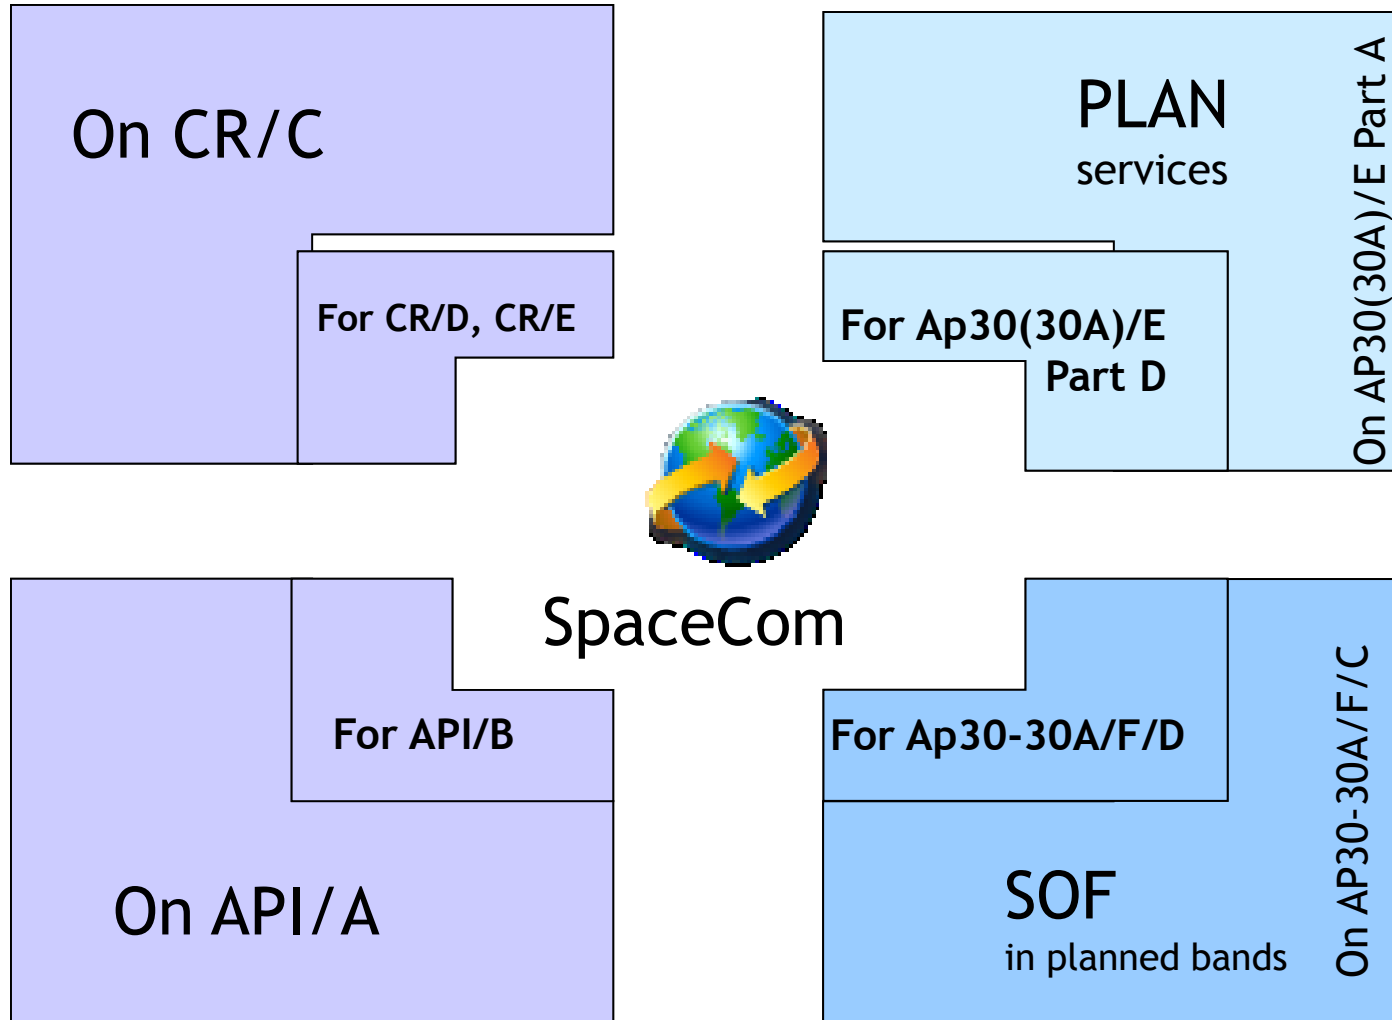 On CR/C
For CR/D, CR/E
PLAN
services
On AP30(30A)/E Part A
For Ap30(30A)/E
Part D
SpaceCom
For API/B
On API/A
For Ap30-30A/F/D
SOF
in planned bands
On AP30-30A/F/C